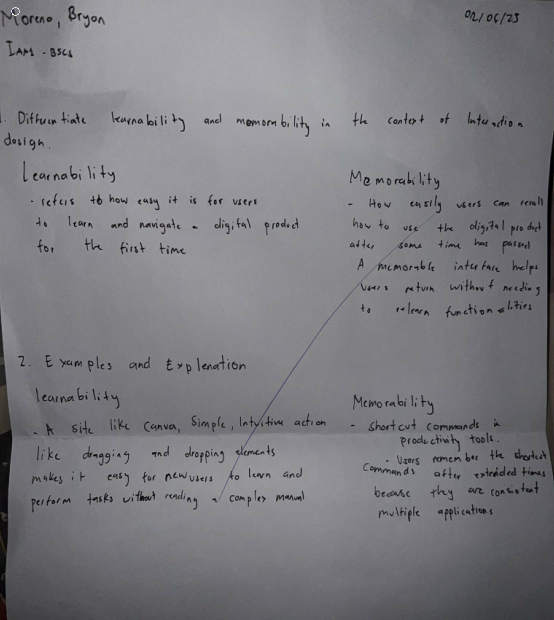 Moreno, Bryon
02/06/25
IAM1 - BSCS
1. Differentiate learnability and memorability in the context of Interaction
design.
Learnability
- refers to how easy it is for users
to learn and navigate a digital product
for the first time
Memorability
- How easily users can recall
how to use the digital product
after some time has passed
A memorable interface helps
users return without needing
to relearn functionalities
2. Examples and Explenation
learnability
- A site like Canva, Simple, Intuitive action
like dragging and dropping elements
makes it easy for new users to learn and
perform tasks without reading a complex manual
Memorability
- Shortcut commands in
productivity tools.
- Users remember the shortcut
commands after extended times
because they are consistent
multiple applications